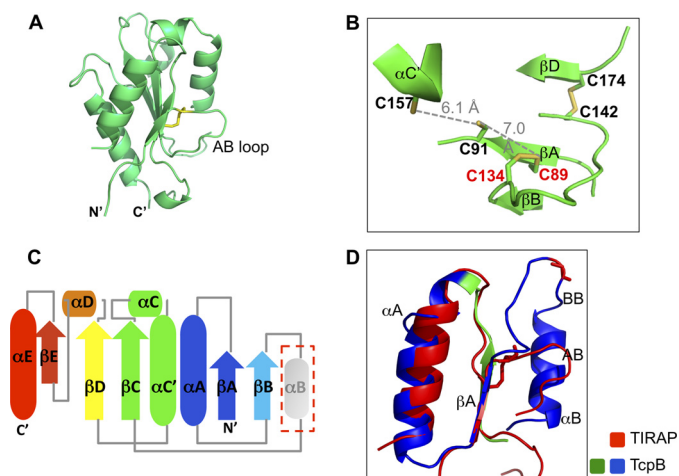 A
AB loop
N’
C’
B
αC’
βD
C174
C157
6.1 Å
C142
7.0
Å
C91
βA
C134
C89
βB
C
αD
αC
αE
βE
βD
βC
αC’
αA
βA
βB
αB
C’
N’
D
αA
BB
AB
βA
αB
TIRAP
TcpB